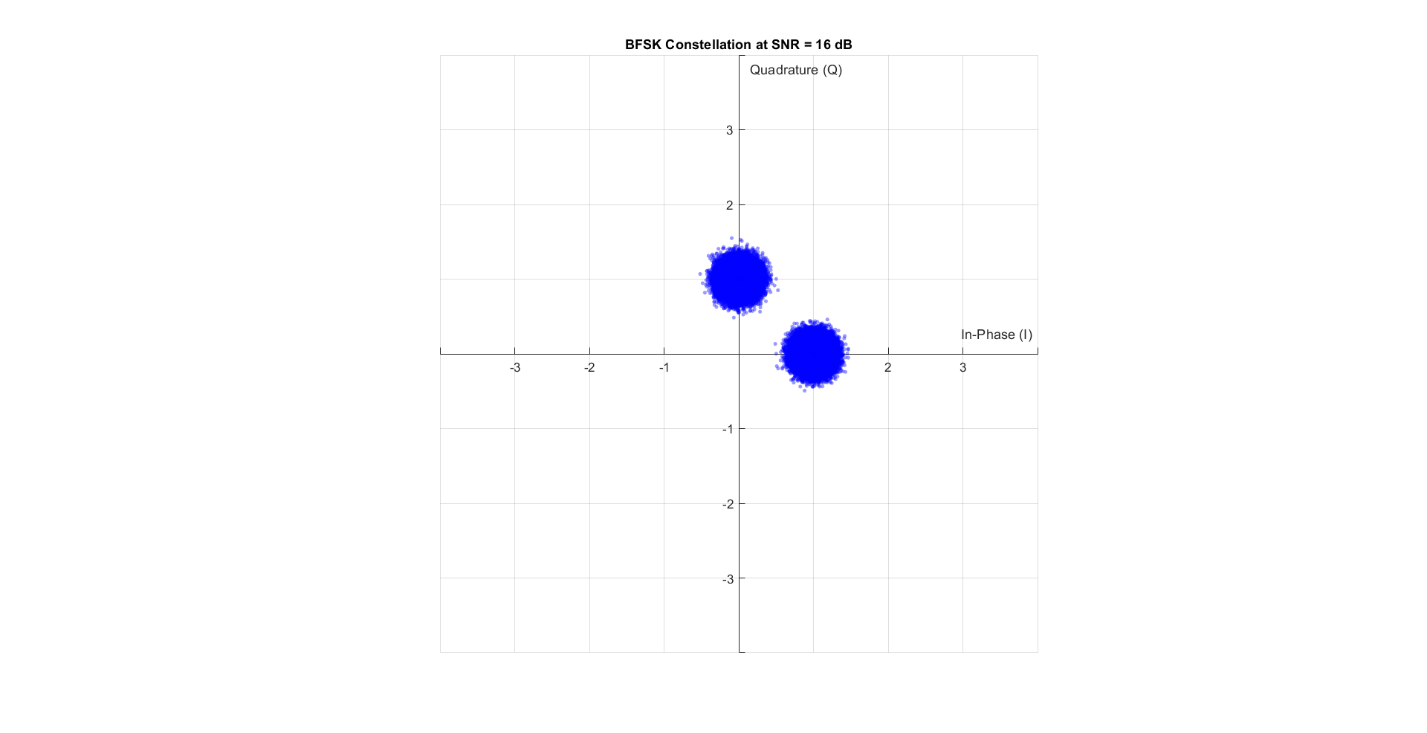 BFSK Constellation at SNR = 16 dB
Quadrature (Q)
3
2
In-Phase (I)
-3 -2 -1 2 3
-1
-2
-3